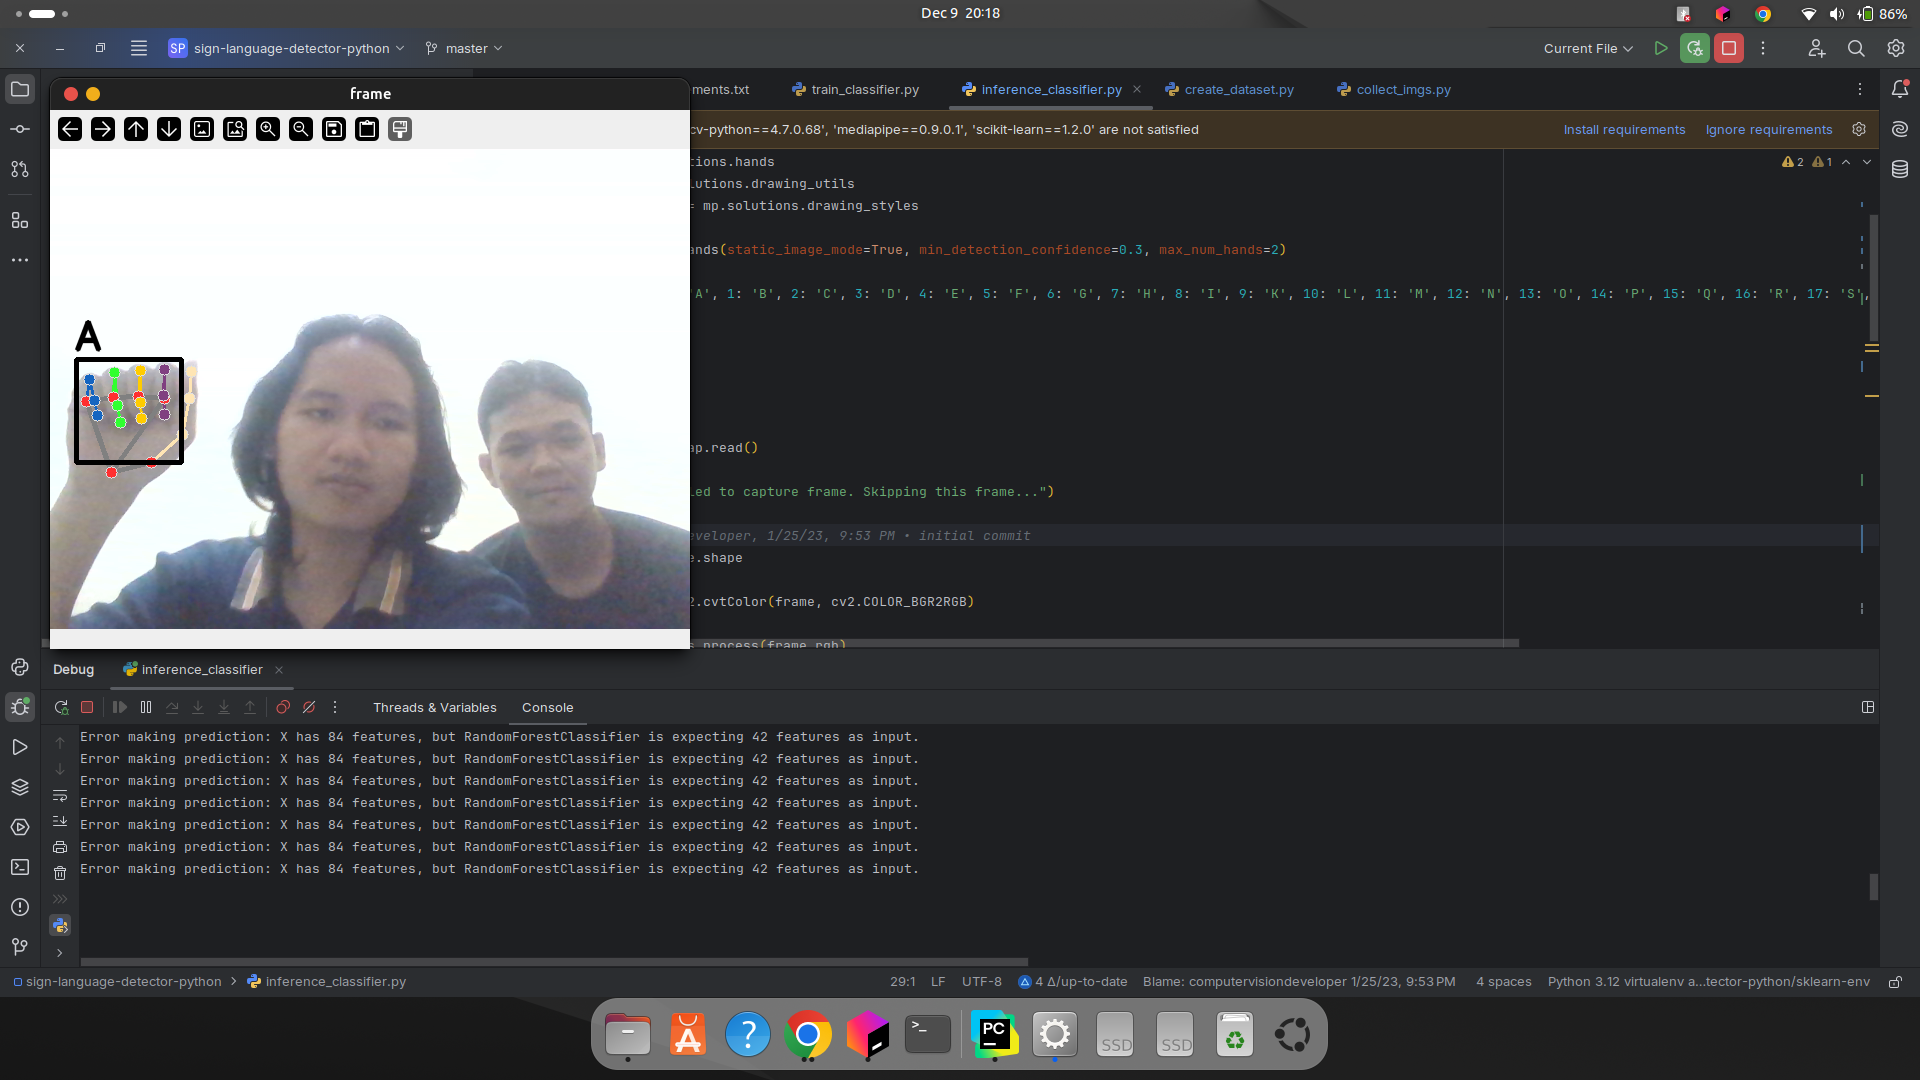 Dec 9 20:18
86%
SP sign-language-detector-python
master
Current File
frame
ments.txt
train_classifier.py
inference_classifier.py
create_dataset.py
collect_imgs.py
cv-python==4.7.0.68', 'mediapipe==0.9.0.1', 'scikit-learn==1.2.0' are not satisfied
Install requirements
Ignore requirements
2
1
ions.hands
utions.drawing_utils
= mp.solutions.drawing_styles
ands(static_image_mode=True, min_detection_confidence=0.3, max_num_hands=2)
'A', 1: 'B', 2: 'C', 3: 'D', 4: 'E', 5: 'F', 6: 'G', 7: 'H', 8: 'I', 9: 'K', 10: 'L', 11: 'M', 12: 'N', 13: 'O', 14: 'P', 15: 'Q', 16: 'R', 17: 'S',
A
ap.read()
led to capture frame. Skipping this frame...")
eveloper, 1/25/23, 9:53 PM • initial commit
e.shape
2.cvtColor(frame, cv2.COLOR_BGR2RGB)
s.process(frame_rgb)
Debug
inference_classifier
Threads & Variables
Console
Error making prediction: X has 84 features, but RandomForestClassifier is expecting 42 features as input.
Error making prediction: X has 84 features, but RandomForestClassifier is expecting 42 features as input.
Error making prediction: X has 84 features, but RandomForestClassifier is expecting 42 features as input.
Error making prediction: X has 84 features, but RandomForestClassifier is expecting 42 features as input.
Error making prediction: X has 84 features, but RandomForestClassifier is expecting 42 features as input.
Error making prediction: X has 84 features, but RandomForestClassifier is expecting 42 features as input.
Error making prediction: X has 84 features, but RandomForestClassifier is expecting 42 features as input.
sign-language-detector-python > inference_classifier.py
29:1
LF
UTF-8
4 Δ/up-to-date
Blame: computervisiondeveloper 1/25/23, 9:53 PM
4 spaces
Python 3.12 virtualenv a...tector-python/sklearn-env
PC
SSD
SSD